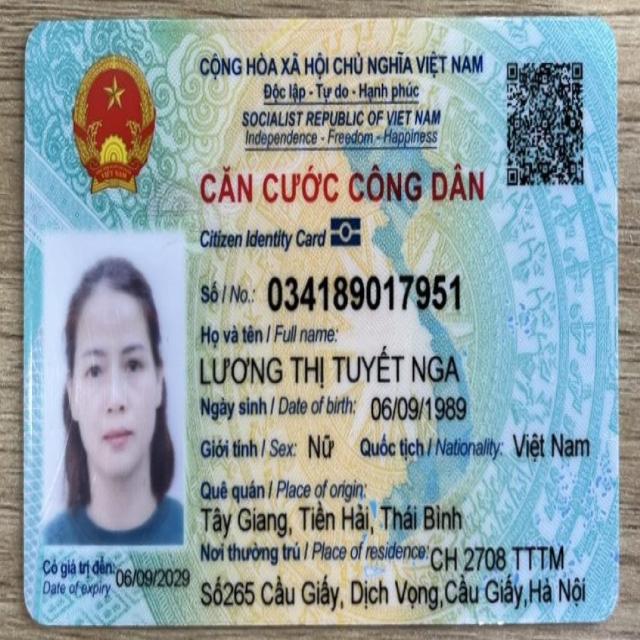 CỘNG HÒA XÃ HỘI CHỦ NGHĨA VIỆT NAM
Độc lập - Tự do - Hạnh phúc
SOCIALIST REPUBLIC OF VIET NAM
Independence - Freedom - Happiness
CĂN CƯỚC CÔNG DÂN
Citizen Identity Card
Số / No.: 034189017951
Họ và tên / Full name:
LƯƠNG THỊ TUYẾT NGA
Ngày sinh / Date of birth: 06/09/1989
Giới tính / Sex: Nữ Quốc tịch / Nationality: Việt Nam
Quê quán / Place of origin:
Tây Giang, Tiền Hải, Thái Bình
Nơi thường trú / Place of residence: CH 2708 TTTM
Số265 Cầu Giấy, Dịch Vọng,Cầu Giấy,Hà Nội
Có giá trị đến: 06/09/2029
Date of expiry